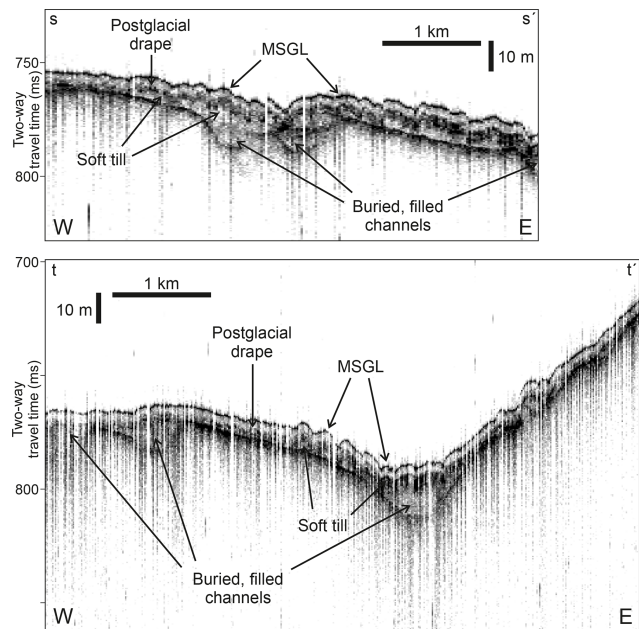 s
s´
Postglacial
drape
MSGL
1 km
10 m
750
Two-way
travel time (ms)
800
Soft till
Buried, filled
channels
W
E
700
t
t´
1 km
10 m
Postglacial
drape
MSGL
Two-way
travel time (ms)
800
Soft till
Buried, filled
channels
W
E